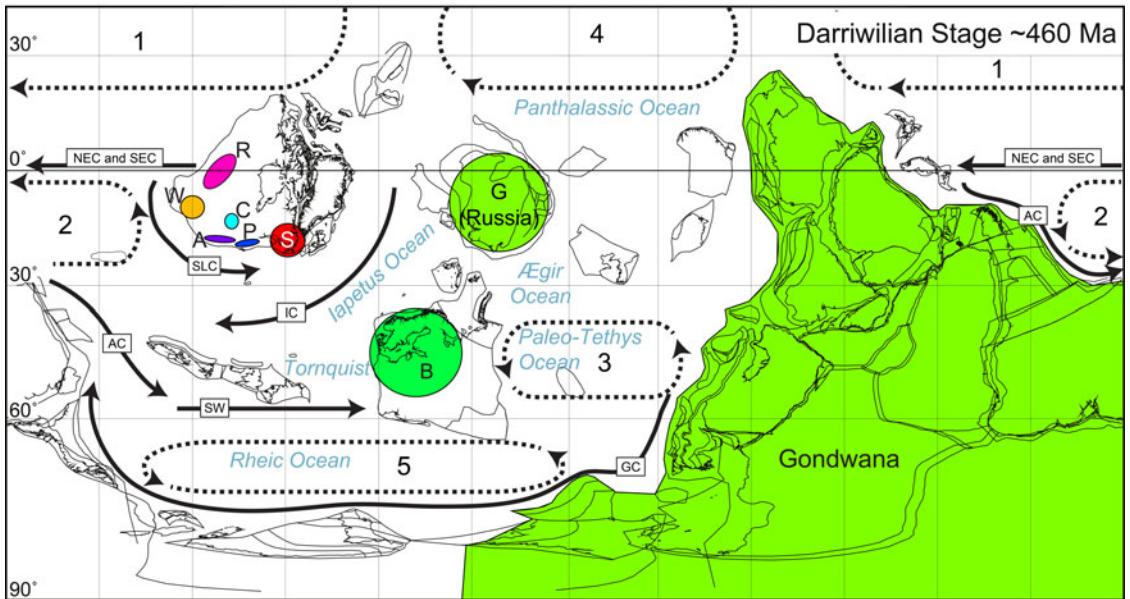 Darriwilian Stage ~460 Ma
30°
1
4
1
Panthalassic Ocean
0°
NEC and SEC
R
G
(Russia)
NEC and SEC
W
C
2
A
P
S
AC
2
SLC
Iapetus Ocean
Ægir
Ocean
30°
IC
AC
Paleo-Tethys
Ocean
3
Tornquist
B
SW
60°
Rheic Ocean
5
GC
Gondwana
90°